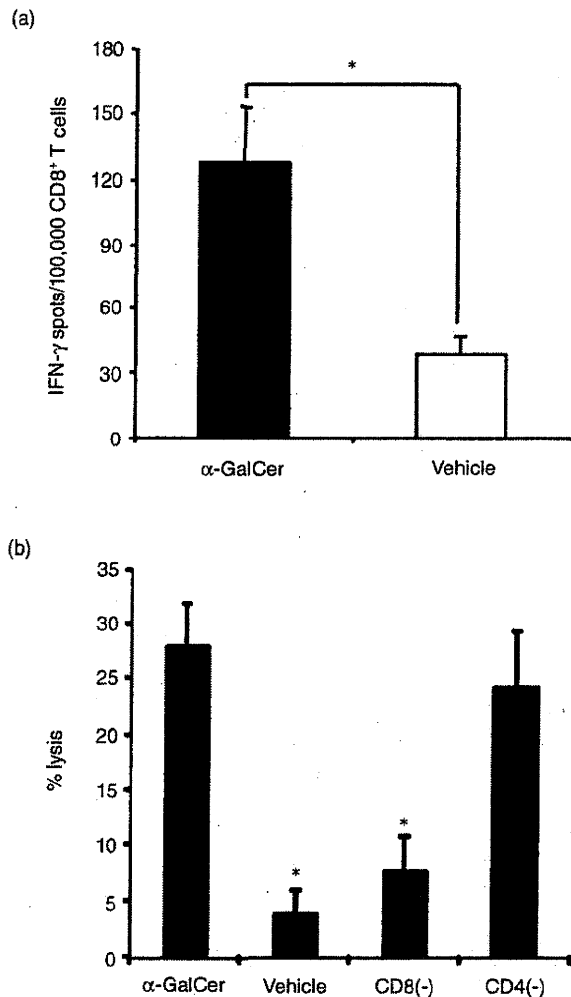 (a)
IFN-γ spots/100,000 CD8⁺ T cells
180
150
120
90
60
30
0
*
α-GalCer
Vehicle
(b)
% lysis
35
30
25
20
15
10
5
0
*
*
α-GalCer
Vehicle
CD8(-)
CD4(-)